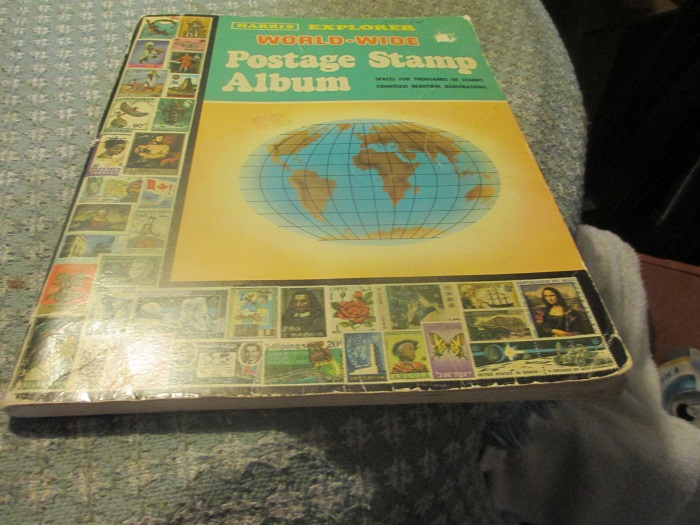 HARRIS EXPLORER
WORLD-WIDE
Postage Stamp
Album
SPACES FOR THOUSANDS OF STAMPS
COUNTLESS BEAUTIFUL ILLUSTRATIONS